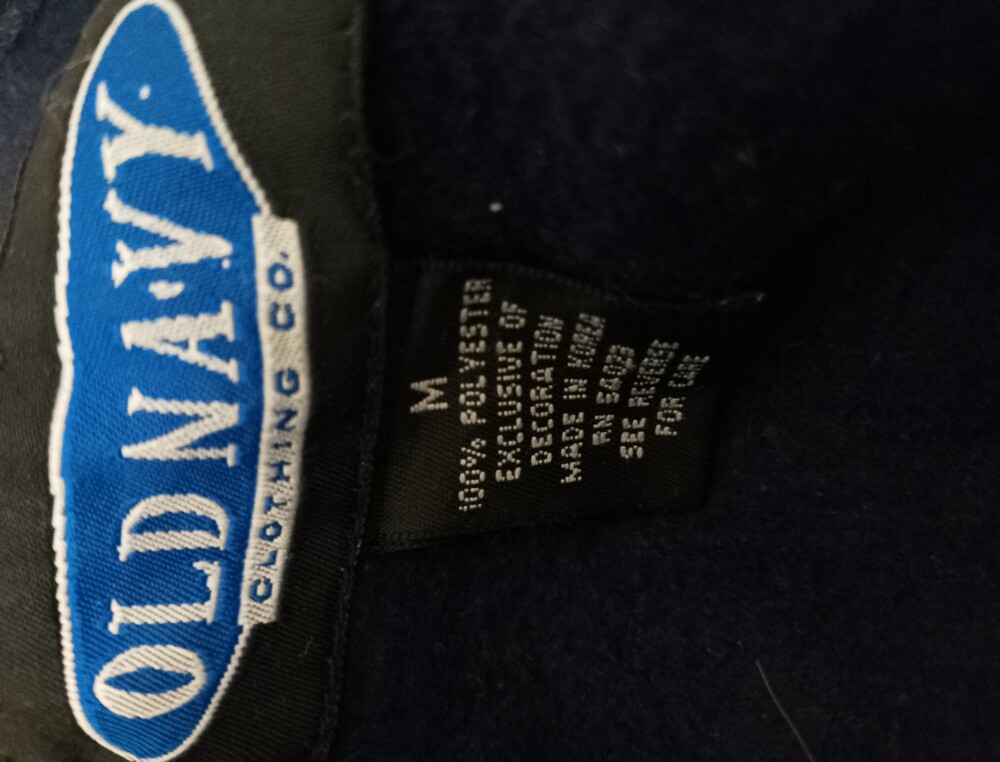 OLD NAVY.
CLOTHING CO.
M
100% POLYESTER
EXCLUSIVE OF
DECORATION
MADE IN KOREA
RN 54023
SEE REVERSE
FOR CARE